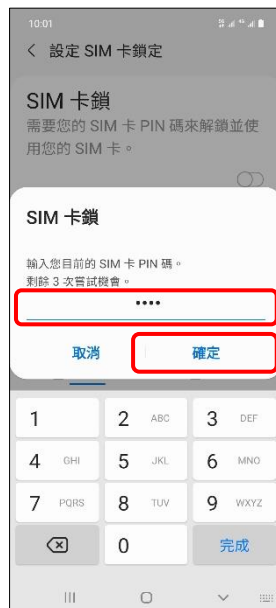 10:01
設定 SIM 卡鎖定
SIM 卡鎖
需要您的 SIM 卡 PIN 碼來解鎖並使
用您的 SIM 卡。
SIM 卡鎖
輸入您目前的 SIM 卡 PIN 碼。
剩餘 3 次嘗試機會。
••••
取消 確定
1 2 ABC 3 DEF
4 GHI 5 JKL 6 MNO
7 PQRS 8 TUV 9 WXYZ
0 完成